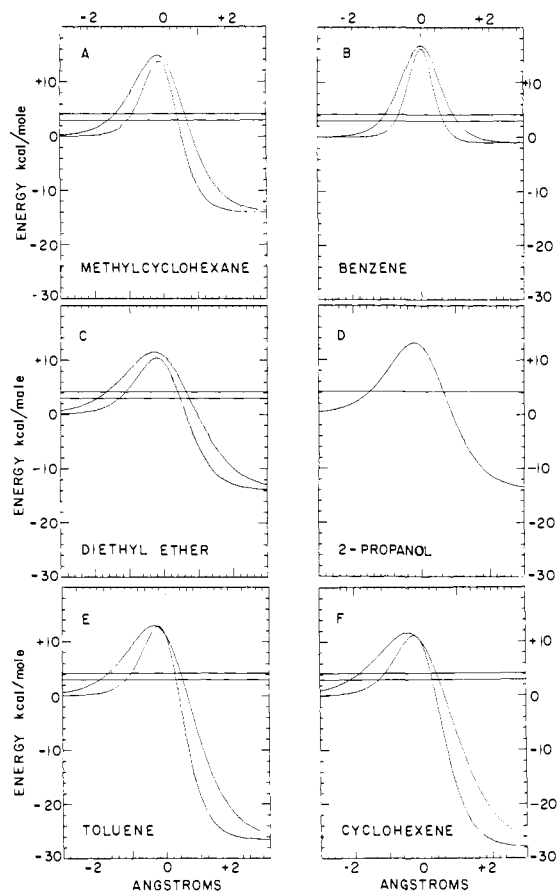 -2 0 +2 -2 0 +2
A B
+10 +10
0 0
-10 -10
-20 -20
-30 -30
ENERGY kcal/mole
METHYLCYCLOHEXANE BENZENE
C D
+10 +10
0 0
-10 -10
-20 -20
-30 -30
ENERGY kcal/mole
DIETHYL ETHER 2-PROPANOL
E F
+10 +10
0 0
-10 -10
-20 -20
-30 -30
ENERGY kcal/mole
TOLUENE CYCLOHEXENE
-2 0 +2 -2 0 +2
ANGSTROMS ANGSTROMS